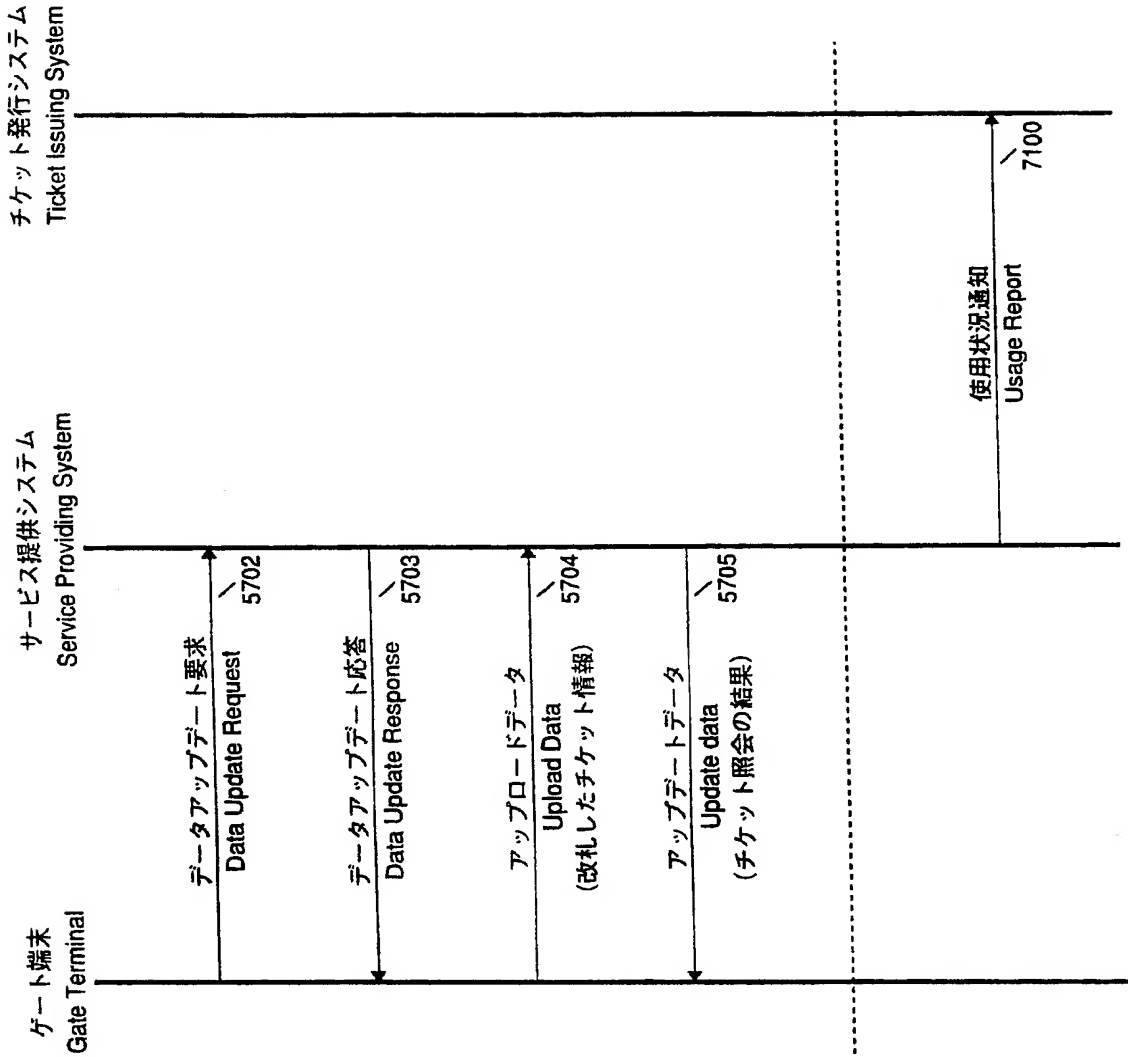 ゲート端末
Gate Terminal
サービス提供システム
Service Providing System
チケット発行システム
Ticket Issuing System
データアップデート要求
Data Update Request
5702
データアップデート応答
Data Update Response
5703
アップロードデータ
Upload Data
(改札したチケット情報)
5704
アップデートデータ
Update data
(チケット照会の結果)
5705
使用状況通知
Usage Report
7100